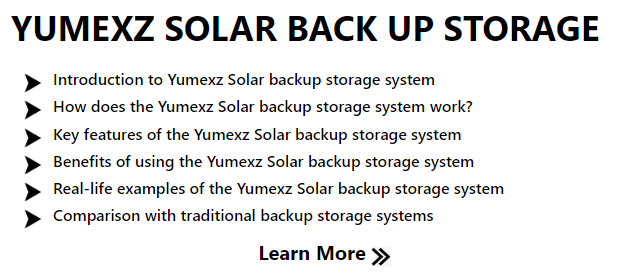 YUMEXZ SOLAR BACK UP STORAGE
Introduction to Yumexz Solar backup storage system
How does the Yumexz Solar backup storage system work?
Key features of the Yumexz Solar backup storage system
Benefits of using the Yumexz Solar backup storage system
Real-life examples of the Yumexz Solar backup storage system
Comparison with traditional backup storage systems
Learn More